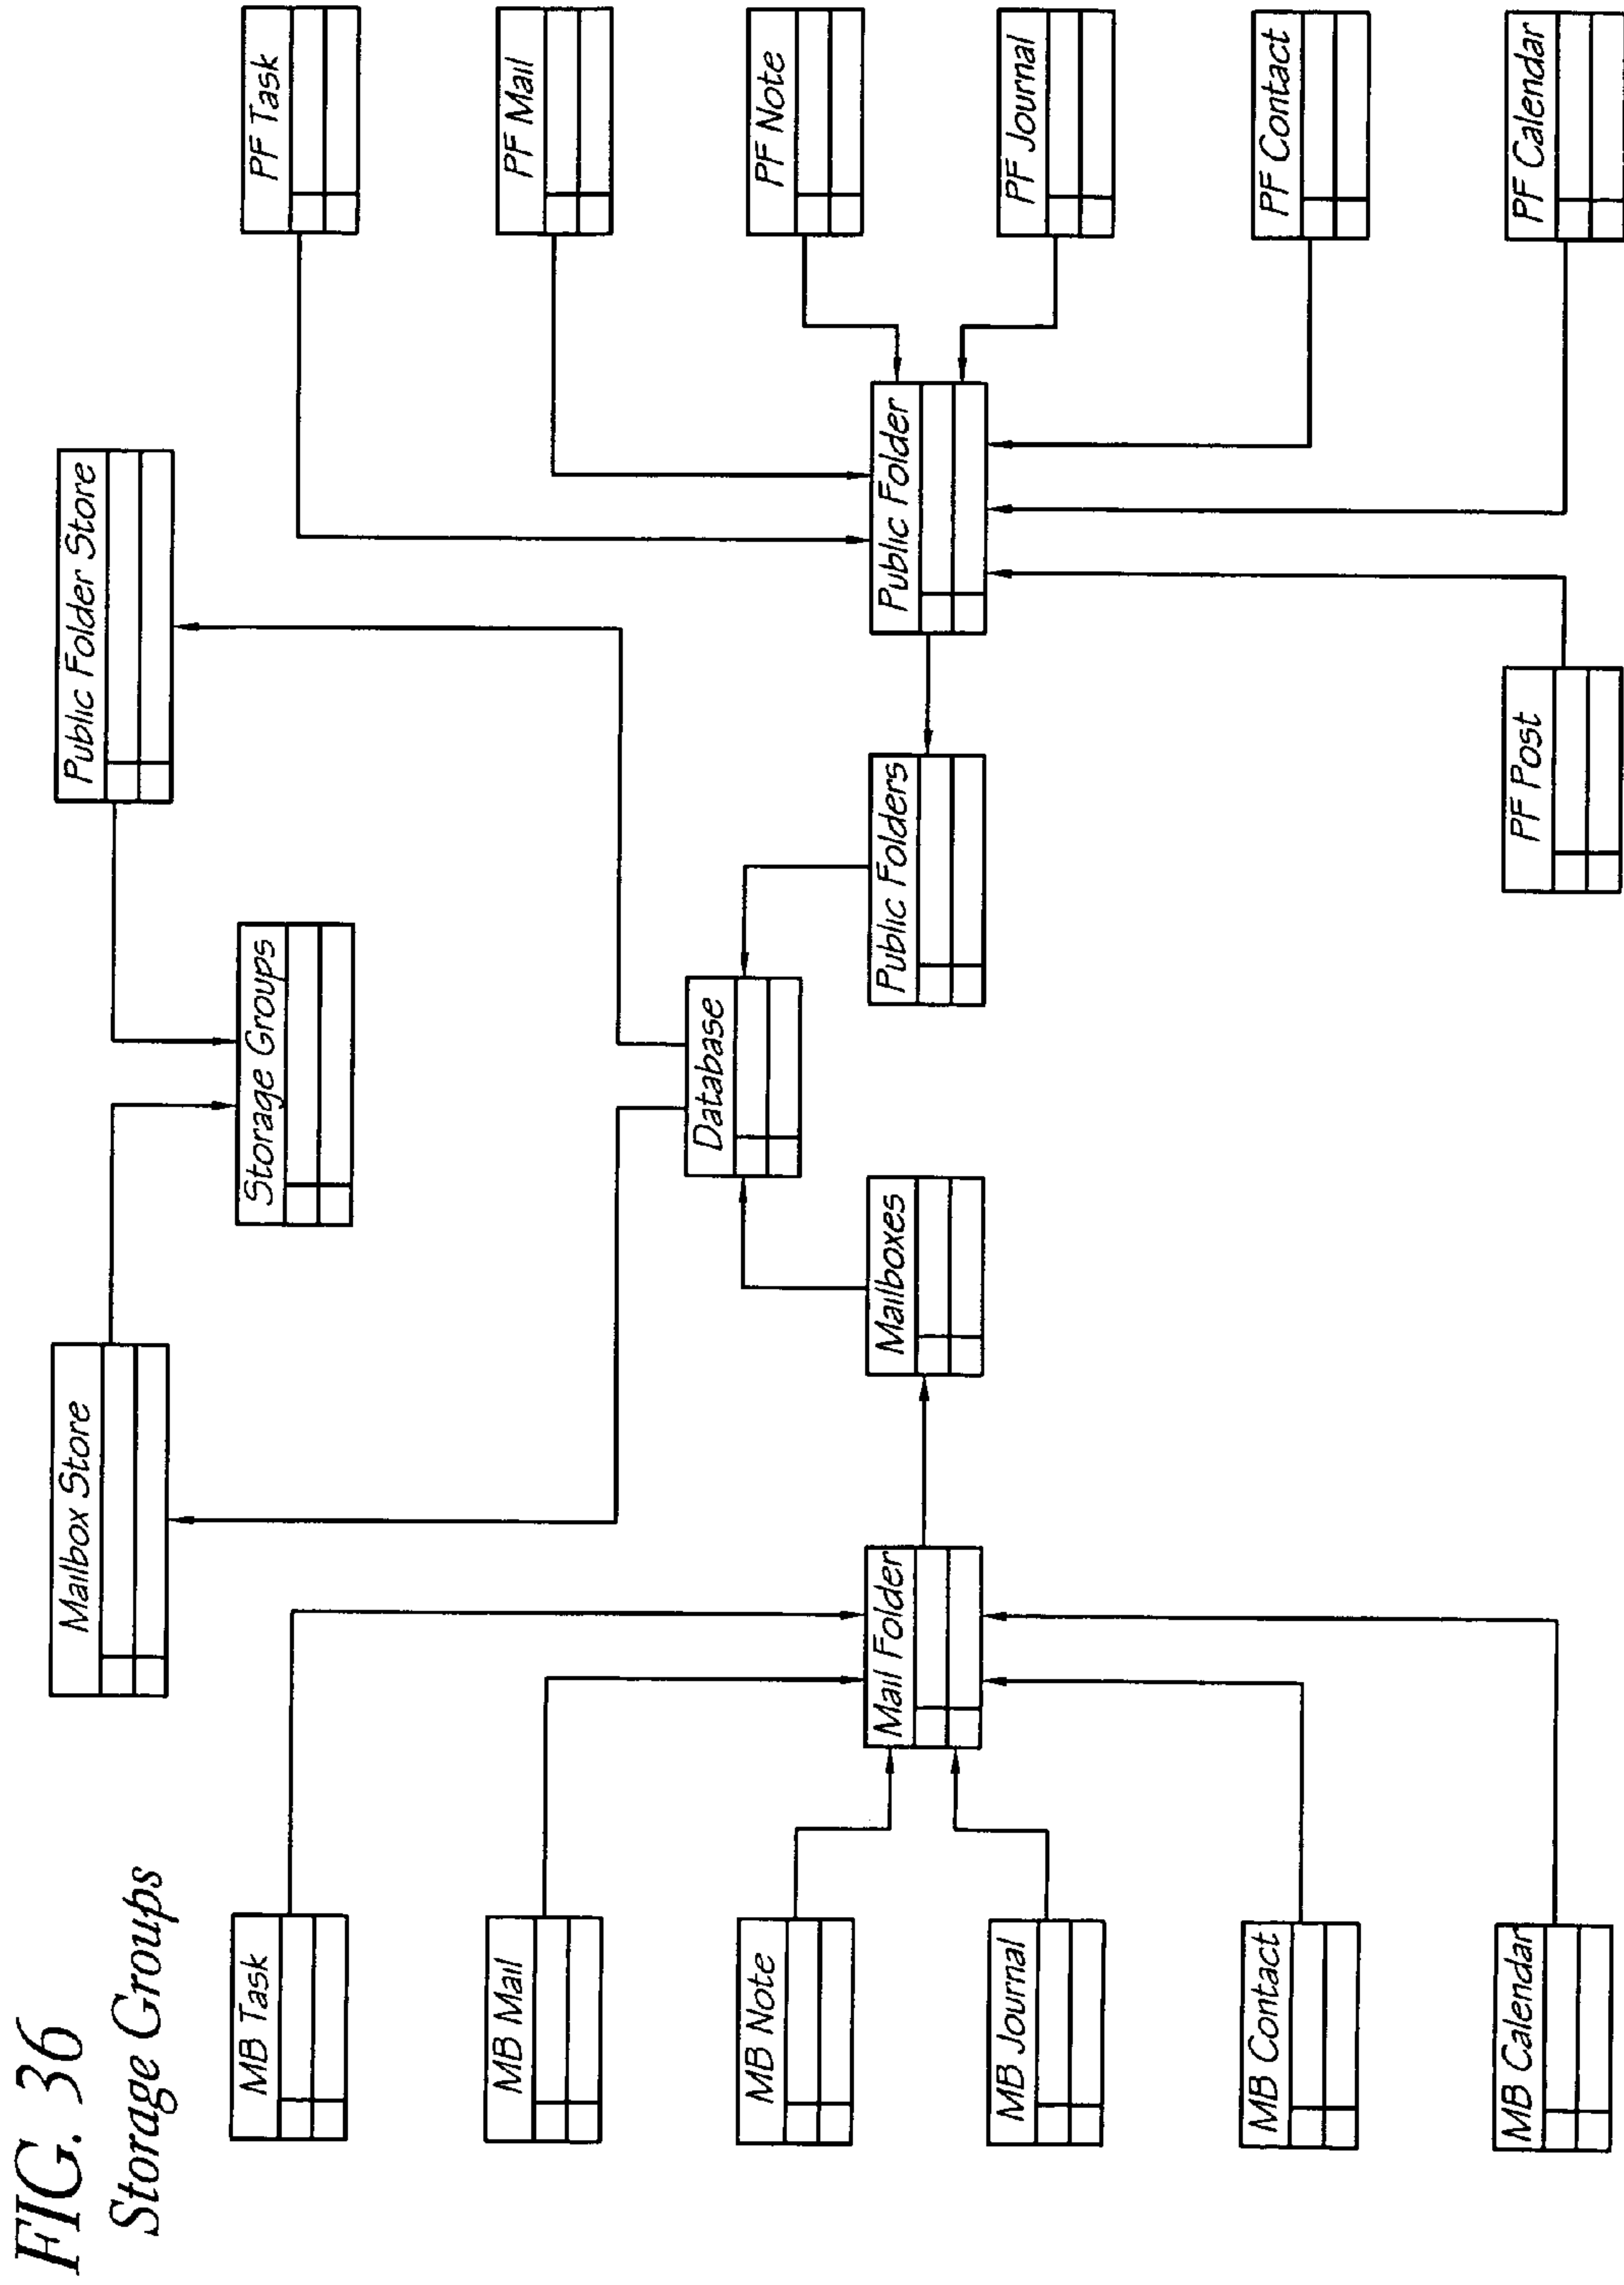 FIG. 36
Storage Groups
Mailbox Store
Public Folder Store
Storage Groups
MB Task
PF Task
MB Mail
PF Mail
Database
MB Note
PF Note
Mail Folder
Mailboxes
Public Folders
Public Folder
MB Journal
PF Journal
MB Contact
PF Contact
MB Calendar
PF Post
PF Calendar